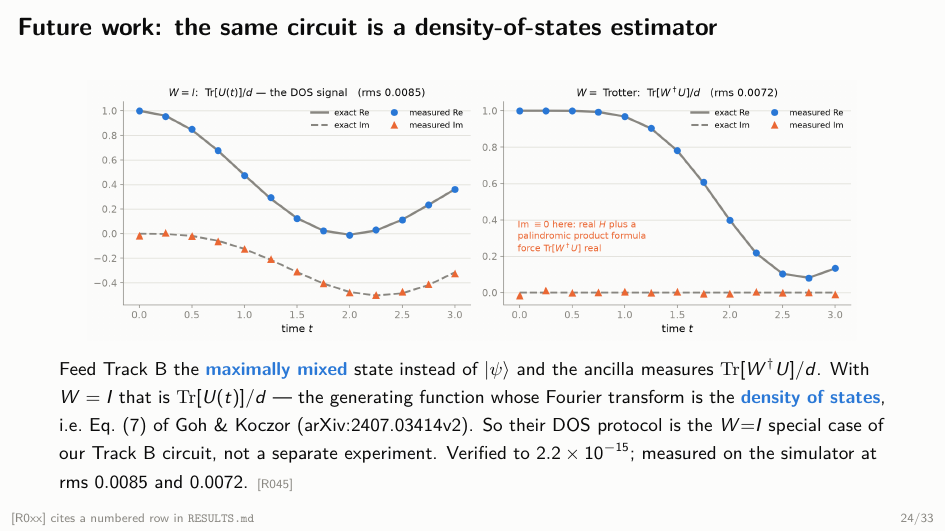 Future work: the same circuit is a density-of-states estimator
W = I: Tr[U(t)]/d — the DOS signal (rms 0.0085)
exact Re
measured Re
exact Im
measured Im
1.0
0.8
0.6
0.4
0.2
0.0
−0.2
−0.4
0.0 0.5 1.0 1.5 2.0 2.5 3.0
time t
W = Trotter: Tr[W†U]/d (rms 0.0072)
exact Re
measured Re
exact Im
measured Im
1.0
0.8
0.6
0.4
0.2
0.0
Im ≡ 0 here: real H plus a
palindromic product formula
force Tr[W†U] real
0.0 0.5 1.0 1.5 2.0 2.5 3.0
time t
Feed Track B the maximally mixed state instead of |ψ⟩ and the ancilla measures Tr[W†U]/d. With
W = I that is Tr[U(t)]/d — the generating function whose Fourier transform is the density of states,
i.e. Eq. (7) of Goh & Koczor (arXiv:2407.03414v2). So their DOS protocol is the W=I special case of
our Track B circuit, not a separate experiment. Verified to 2.2 × 10⁻¹⁵; measured on the simulator at
rms 0.0085 and 0.0072. [R045]
[R0xx] cites a numbered row in RESULTS.md
24/33